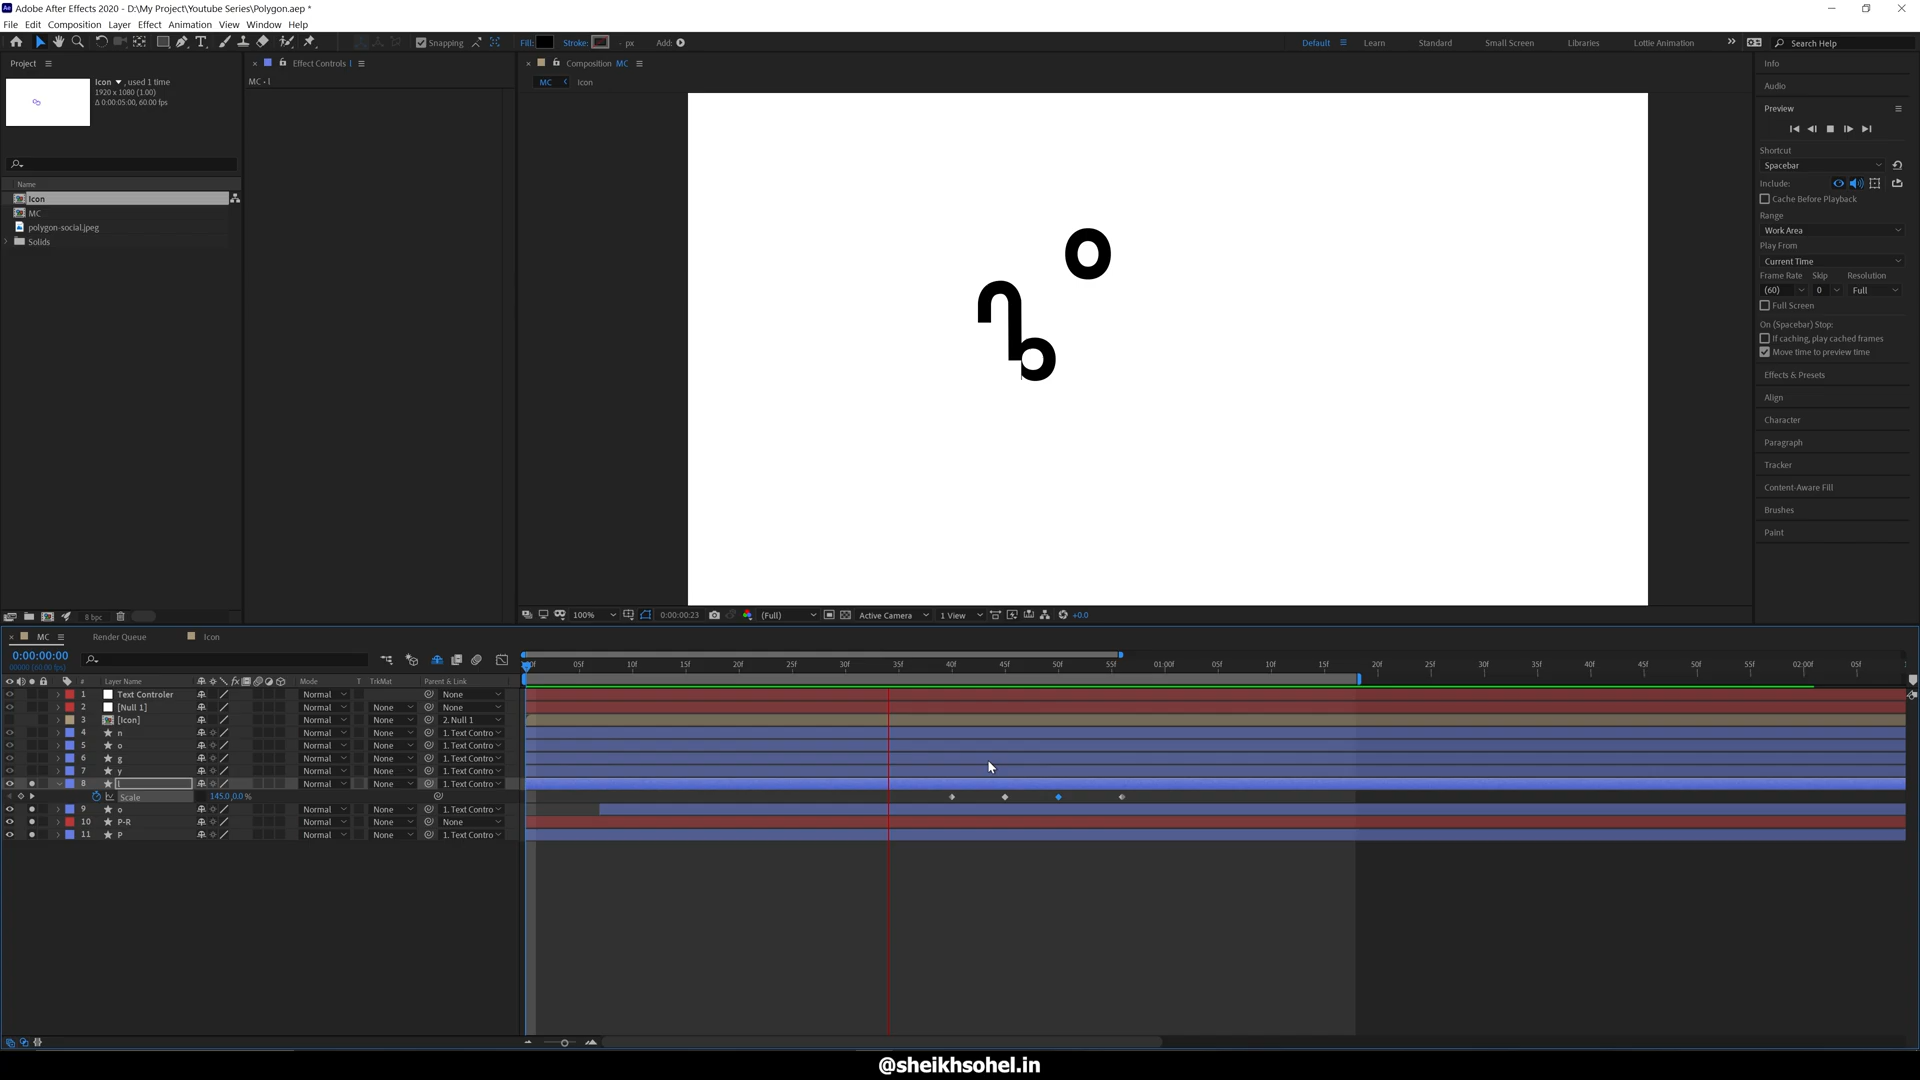 Adobe After Effects 2020 - D:\My Project\Youtube Series\Polygon.aep *
File Edit Composition Layer Effect Animation View Window Help
Snapping Fill: Stroke: - px Add: Default Learn Standard Small Screen Libraries Lottie Animation Search Help
Project
Icon , used 1 time
1920 x 1080 (1.00)
Δ 0:00:05:00, 60.00 fps
Name
Icon
MC
polygon-social.jpeg
Solids
8 bpc
Effect Controls l
MC • l
Composition MC
MC Icon
o
100% 0:00:00:23 (Full) Active Camera 1 View +0.0
Info
Audio
Preview
Shortcut
Spacebar
Include:
Cache Before Playback
Range
Work Area
Play From
Current Time
Frame Rate Skip Resolution
(60) 0 Full
Full Screen
On (Spacebar) Stop:
If caching, play cached frames
Move time to preview time
Effects & Presets
Align
Character
Paragraph
Tracker
Content-Aware Fill
Brushes
Paint
MC Render Queue Icon
0:00:00:00
00000 (60.00 fps)
:00f 05f 10f 15f 20f 25f 30f 35f 40f 45f 50f 55f 01:00f 05f 10f 15f 20f 25f 30f 35f 40f 45f 50f 55f 02:00f 05f
# Layer Name Mode T TrkMat Parent & Link
1 Text Controler Normal None
2 [Null 1] Normal None None
3 [Icon] Normal None 2. Null 1
4 n Normal None 1. Text Contro
5 o Normal None 1. Text Contro
6 g Normal None 1. Text Contro
7 y Normal None 1. Text Contro
8 l Normal None 1. Text Contro
Scale 145.0,0.0 %
9 o Normal None 1. Text Contro
10 P-R Normal None None
11 P Normal None 1. Text Contro
@sheikhsohel.in